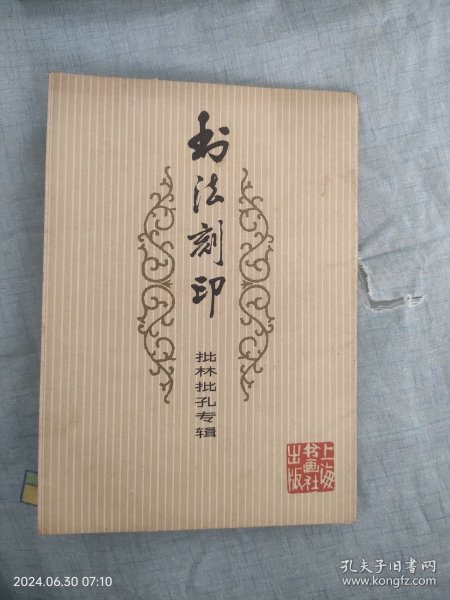 书法刻印
批林批孔专辑
上海
书画社
出版
2024.06.30 07:10
孔夫子旧书网
www.kongfz.com